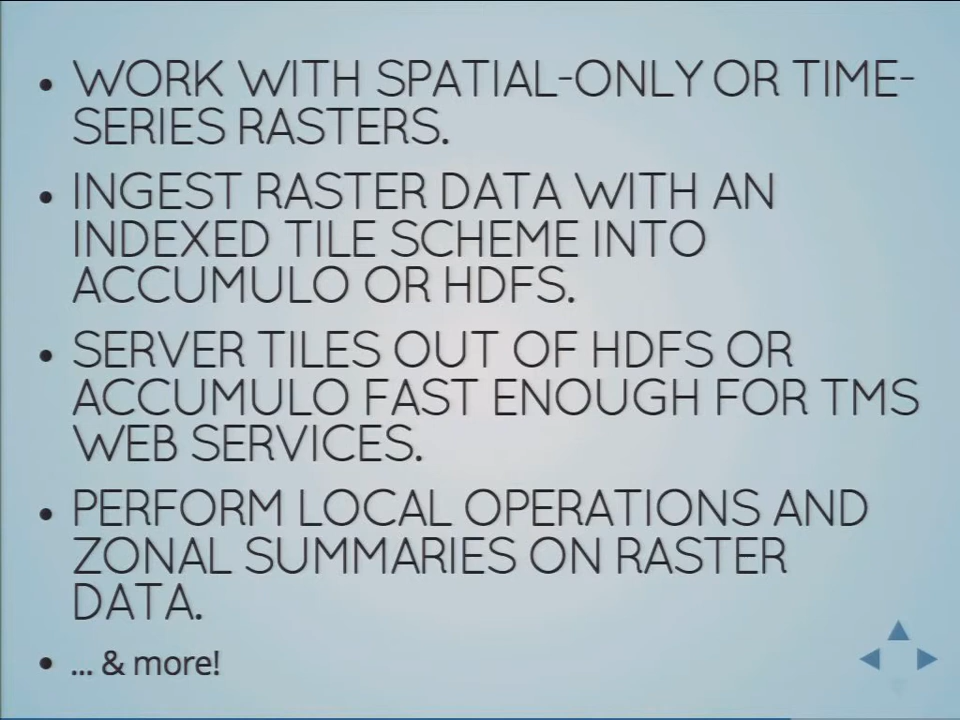 • WORK WITH SPATIAL-ONLY OR TIME-
SERIES RASTERS.
• INGEST RASTER DATA WITH AN
INDEXED TILE SCHEME INTO
ACCUMULO OR HDFS.
• SERVER TILES OUT OF HDFS OR
ACCUMULO FAST ENOUGH FOR TMS
WEB SERVICES.
• PERFORM LOCAL OPERATIONS AND
ZONAL SUMMARIES ON RASTER
DATA.
• ... & more!